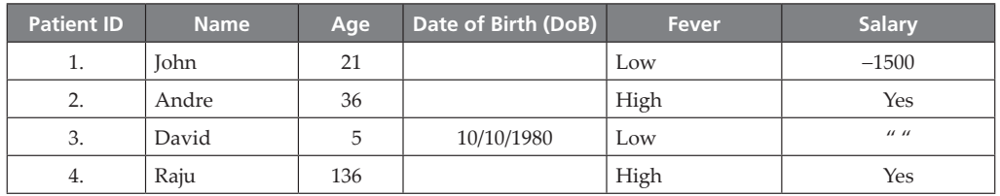 Patient ID Name Age Date of Birth (DoB) Fever Salary
1. John 21 Low –1500
2. Andre 36 High Yes
3. David 5 10/10/1980 Low “ “
4. Raju 136 High Yes